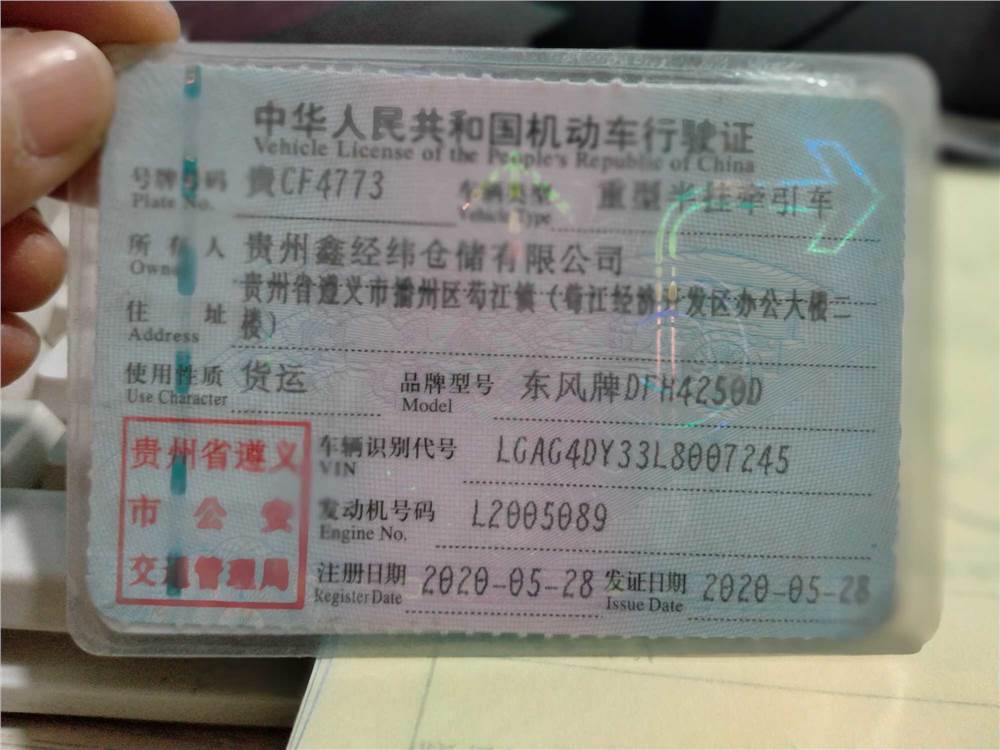 中华人民共和国机动车行驶证
Vehicle License of the People's Republic of China
号牌号码 貴CF4773 车辆类型 重型半挂牵引车
Plate No. Vehicle Type
所有人 贵州鑫经纬仓储有限公司
Owner
贵州省遵义市播州区苟江镇(苟江经济开发区办公大楼二
住址 楼)
Address
使用性质 货运 品牌型号 东风牌DFH4250D
Use Character Model
贵州省遵义 车辆识别代号 LGAG4DY33L8007245
VIN
市公安 发动机号码 L2005089
Engine No.
交通管理局 注册日期 2020-05-28 发证日期 2020-05-28
Register Date Issue Date